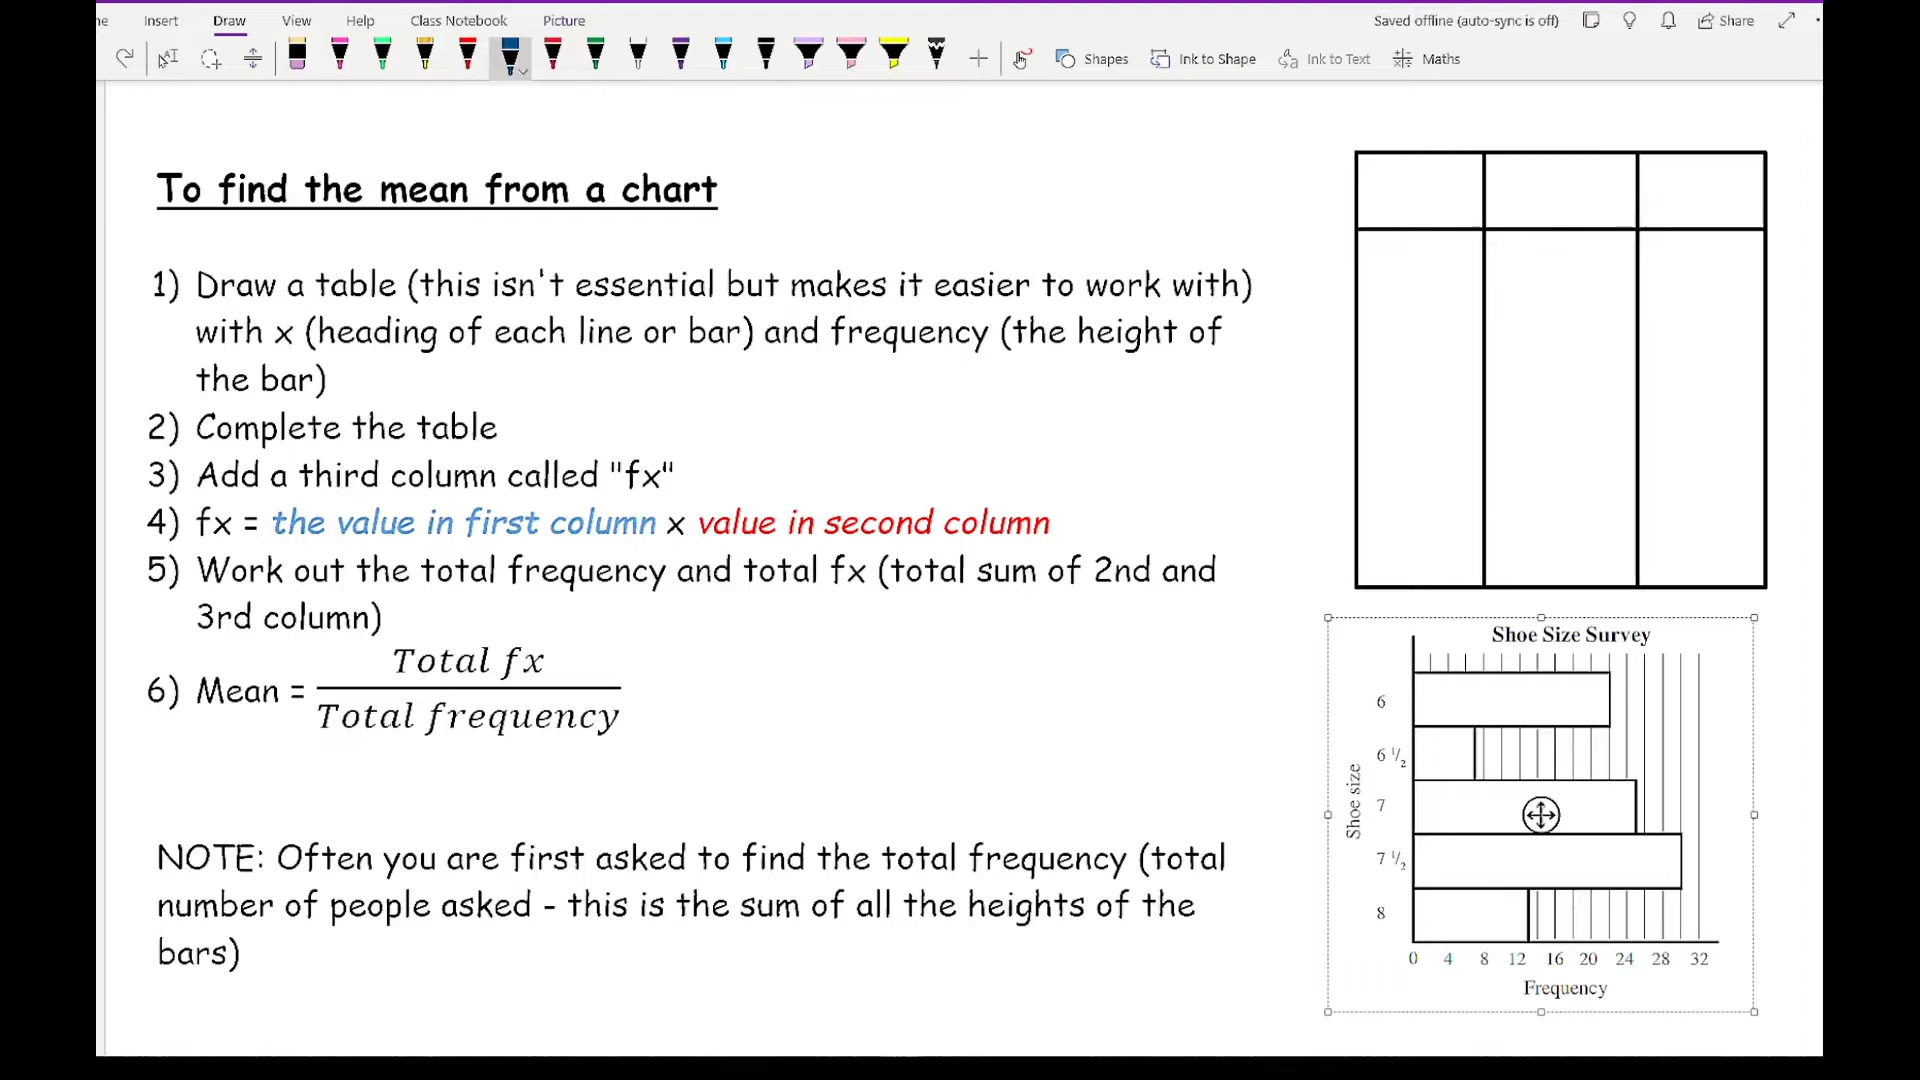 Insert Draw View Help Class Notebook Picture Saved offline (auto-sync is off) Share
Shapes Ink to Shape Ink to Text Maths
To find the mean from a chart
1) Draw a table (this isn't essential but makes it easier to work with)
with x (heading of each line or bar) and frequency (the height of
the bar)
2) Complete the table
3) Add a third column called "fx"
4) fx = the value in first column x value in second column
5) Work out the total frequency and total fx (total sum of 2nd and
3rd column)
6) Mean = Total fx
Total frequency
NOTE: Often you are first asked to find the total frequency (total
number of people asked - this is the sum of all the heights of the
bars)
Shoe Size Survey
Shoe size
6
6 1/2
7
7 1/2
8
0 4 8 12 16 20 24 28 32
Frequency